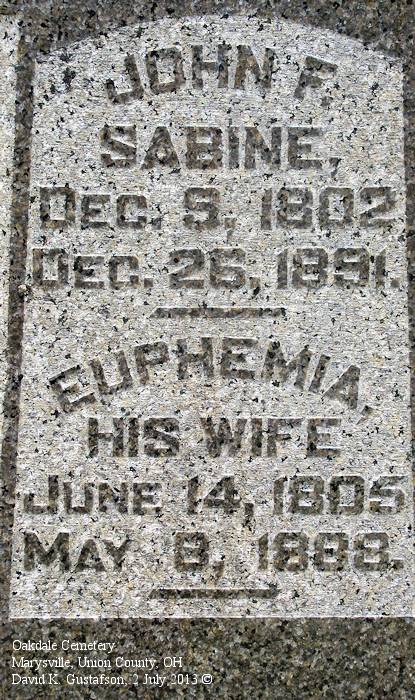 JOHN F.
SABINE,
DEC. 5, 1802
DEC. 26, 1891.
EUPHEMIA,
HIS WIFE
JUNE 14, 1805
MAY 8, 1888.
Oakdale Cemetery
Marysville, Union County, OH
David K. Gustafson, 2 July 2013 ©